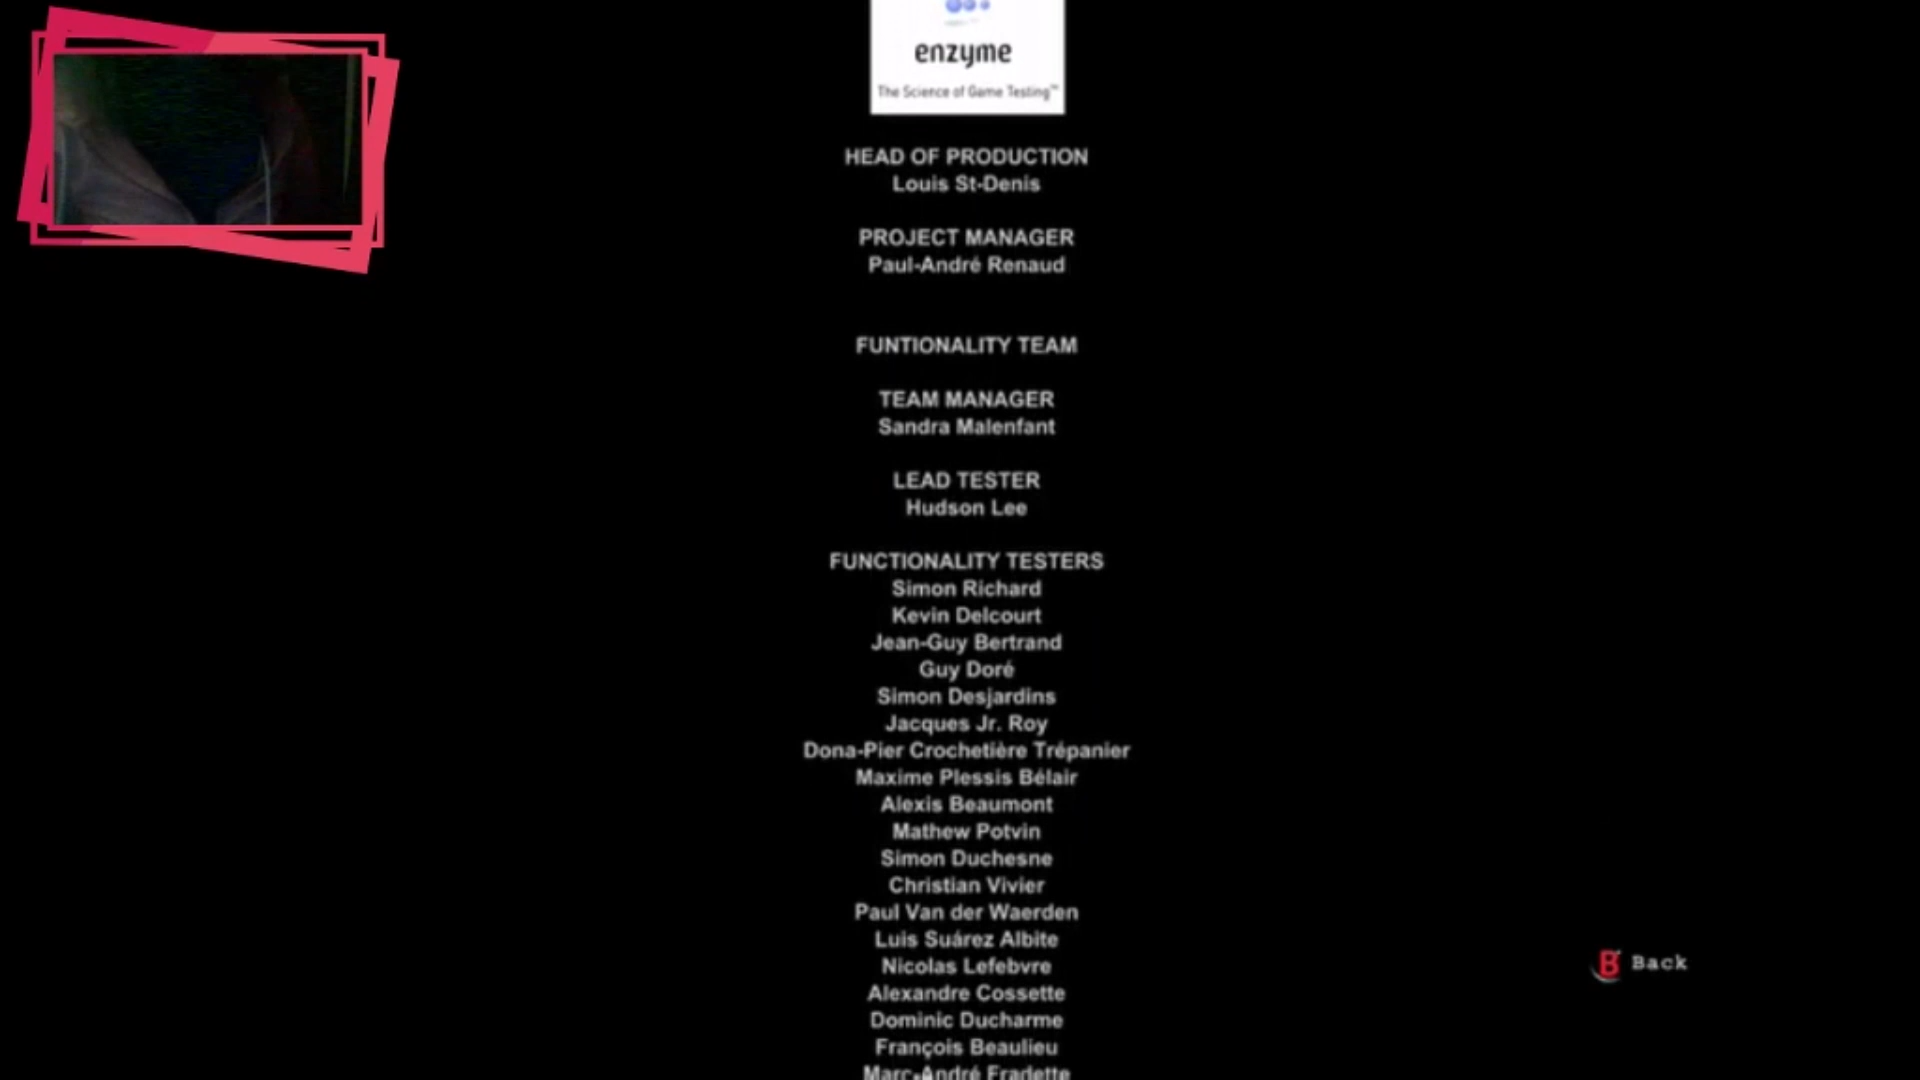 enzyme
The Science of Game Testing™
HEAD OF PRODUCTION
Louis St-Denis
PROJECT MANAGER
Paul-André Renaud
FUNTIONALITY TEAM
TEAM MANAGER
Sandra Malenfant
LEAD TESTER
Hudson Lee
FUNCTIONALITY TESTERS
Simon Richard
Kevin Delcourt
Jean-Guy Bertrand
Guy Doré
Simon Desjardins
Jacques Jr. Roy
Dona-Pier Crochetière Trépanier
Maxime Plessis Bélair
Alexis Beaumont
Mathew Potvin
Simon Duchesne
Christian Vivier
Paul Van der Waerden
Luis Suárez Albite
Nicolas Lefebvre
Alexandre Cossette
Dominic Ducharme
François Beaulieu
Marc-André Fradette
B Back